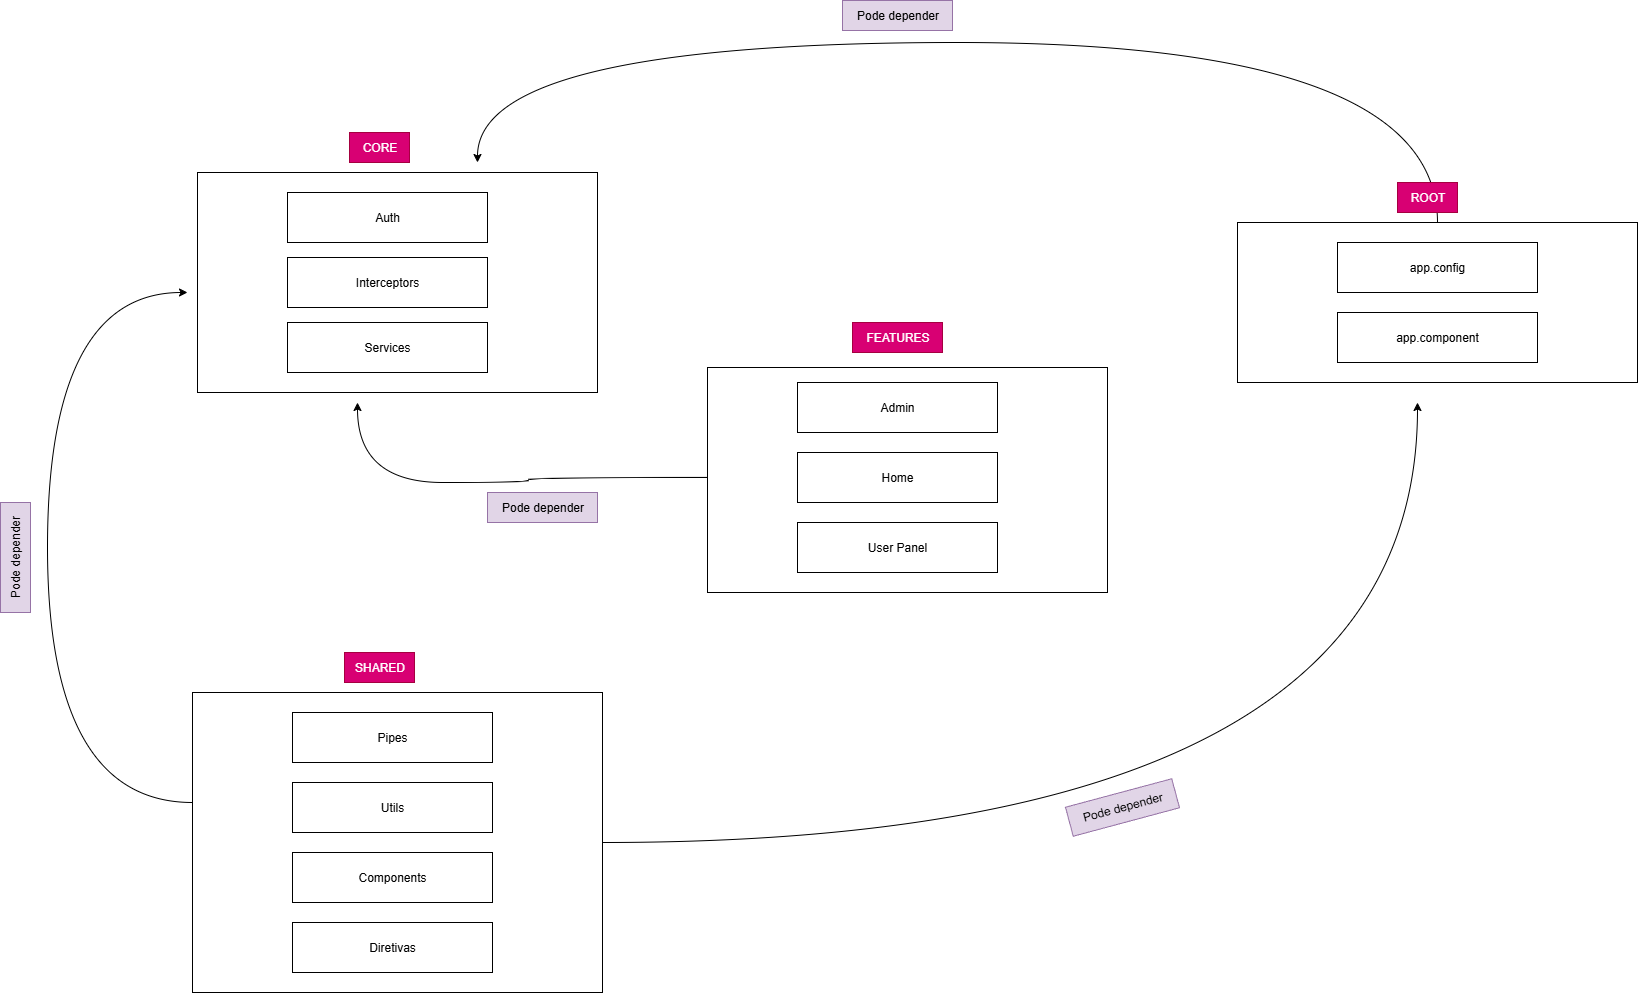 Pode depender
CORE
Auth
Interceptors
Services
ROOT
app.config
app.component
FEATURES
Admin
Home
User Panel
Pode depender
Pode depender
SHARED
Pipes
Utils
Components
Diretivas
Pode depender